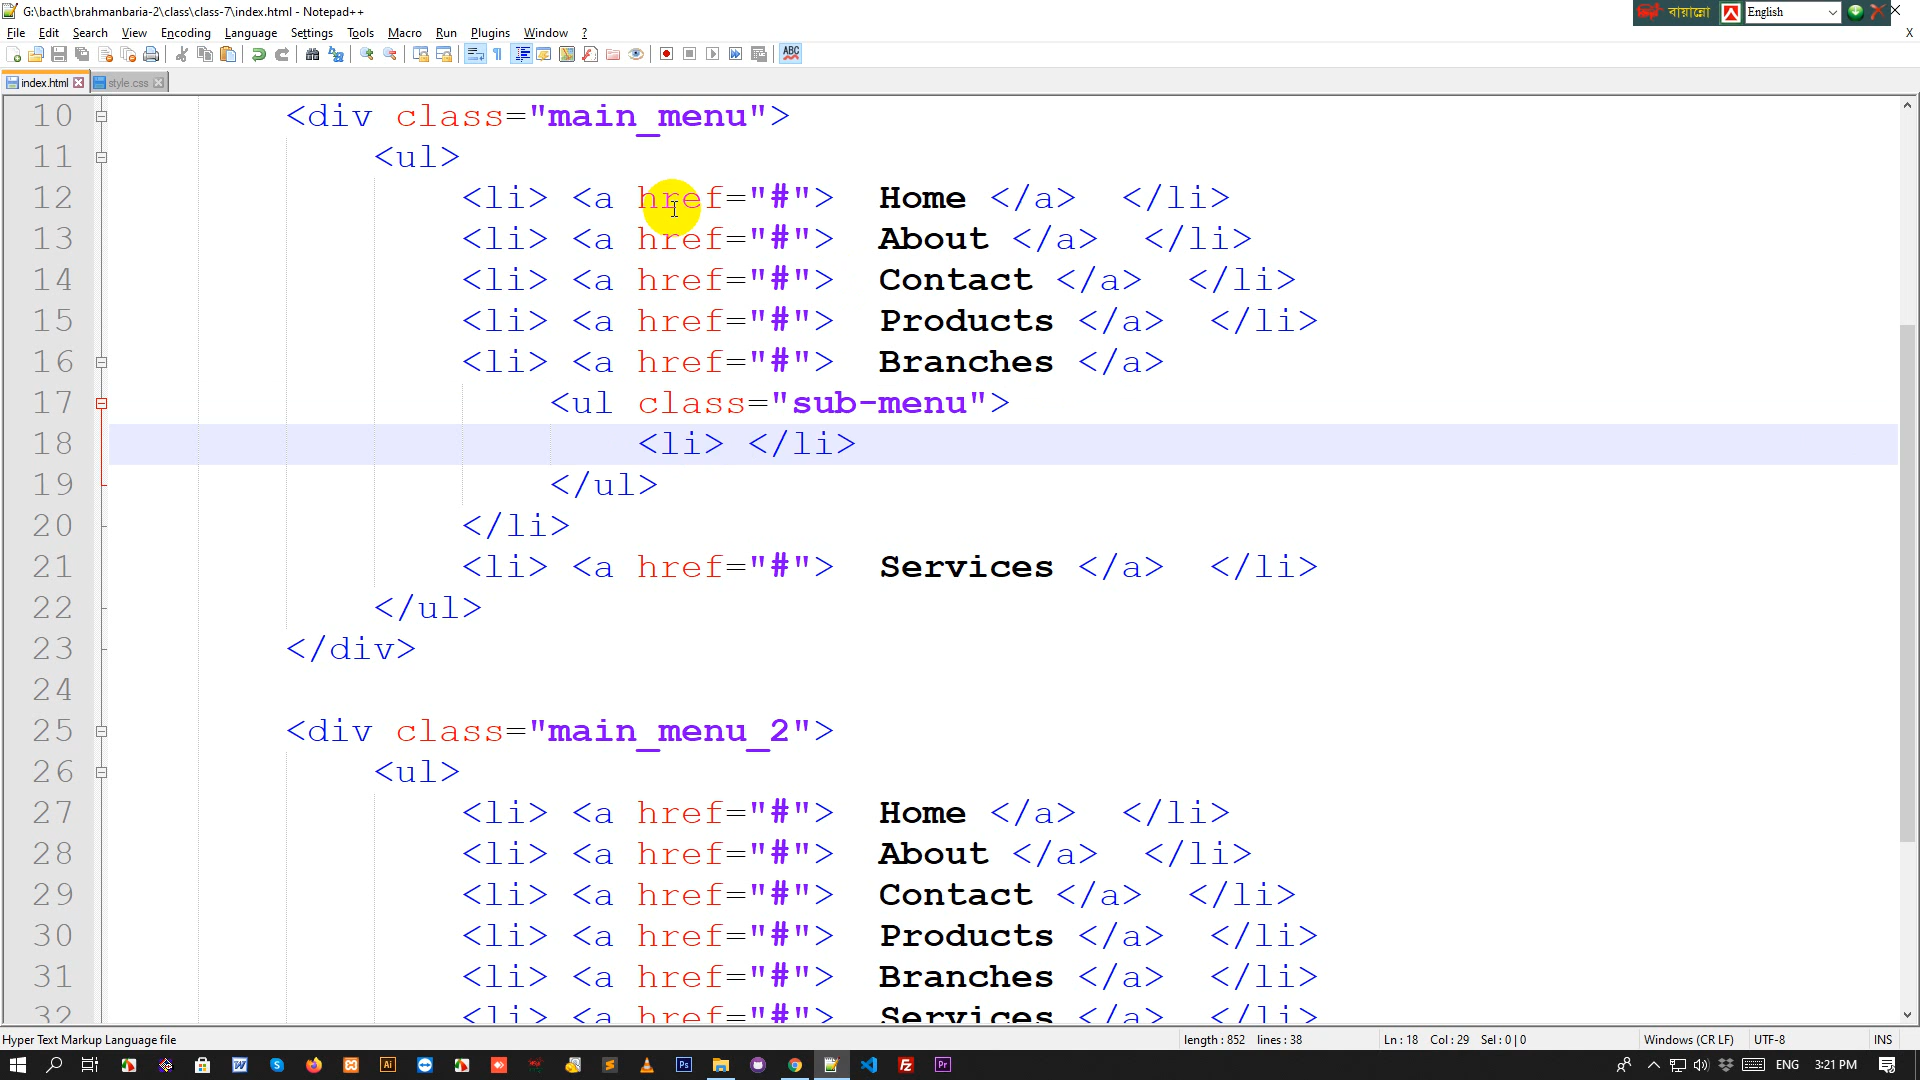 G:\bacth\brahmanbaria-2\class\class-7\index.html - Notepad++
বায়ান্নো
English
File Edit Search View Encoding Language Settings Tools Macro Run Plugins Window ?
X
ABC
index.html
style.css
10 <div class="main_menu">
11 <ul>
12 <li> <a href="#"> Home </a> </li>
13 <li> <a href="#"> About </a> </li>
14 <li> <a href="#"> Contact </a> </li>
15 <li> <a href="#"> Products </a> </li>
16 <li> <a href="#"> Branches </a>
17 <ul class="sub-menu">
18 <li> </li>
19 </ul>
20 </li>
21 <li> <a href="#"> Services </a> </li>
22 </ul>
23 </div>
24
25 <div class="main_menu_2">
26 <ul>
27 <li> <a href="#"> Home </a> </li>
28 <li> <a href="#"> About </a> </li>
29 <li> <a href="#"> Contact </a> </li>
30 <li> <a href="#"> Products </a> </li>
31 <li> <a href="#"> Branches </a> </li>
32 <li> <a href="#"> Services </a> </li>
Hyper Text Markup Language file
length : 852 lines : 38
Ln : 18 Col : 29 Sel : 0 | 0
Windows (CR LF)
UTF-8
INS
ENG
3:21 PM